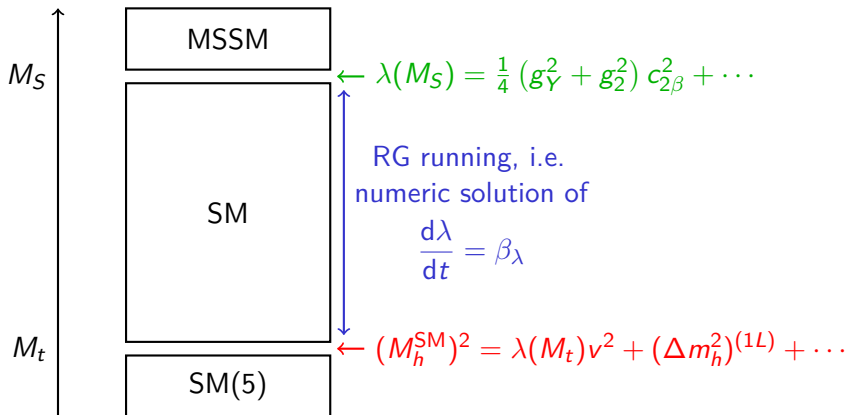 MSSM
M_S
← λ(M_S) = 1/4 (g_Y^2 + g_2^2) c_{2β}^2 + ···
RG running, i.e.
numeric solution of
dλ/dt = β_λ
SM
M_t
← (M_h^{SM})^2 = λ(M_t)v^2 + (Δm_h^2)^{(1L)} + ···
SM(5)